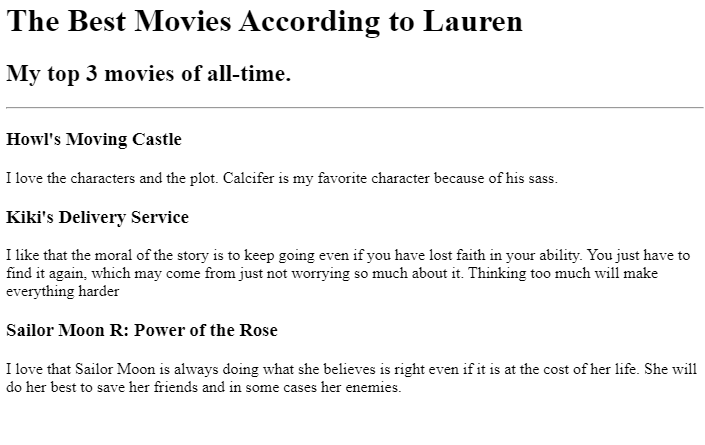 The Best Movies According to Lauren
My top 3 movies of all-time.
Howl's Moving Castle
I love the characters and the plot. Calcifer is my favorite character because of his sass.
Kiki's Delivery Service
I like that the moral of the story is to keep going even if you have lost faith in your ability. You just have to
find it again, which may come from just not worrying so much about it. Thinking too much will make
everything harder
Sailor Moon R: Power of the Rose
I love that Sailor Moon is always doing what she believes is right even if it is at the cost of her life. She will
do her best to save her friends and in some cases her enemies.